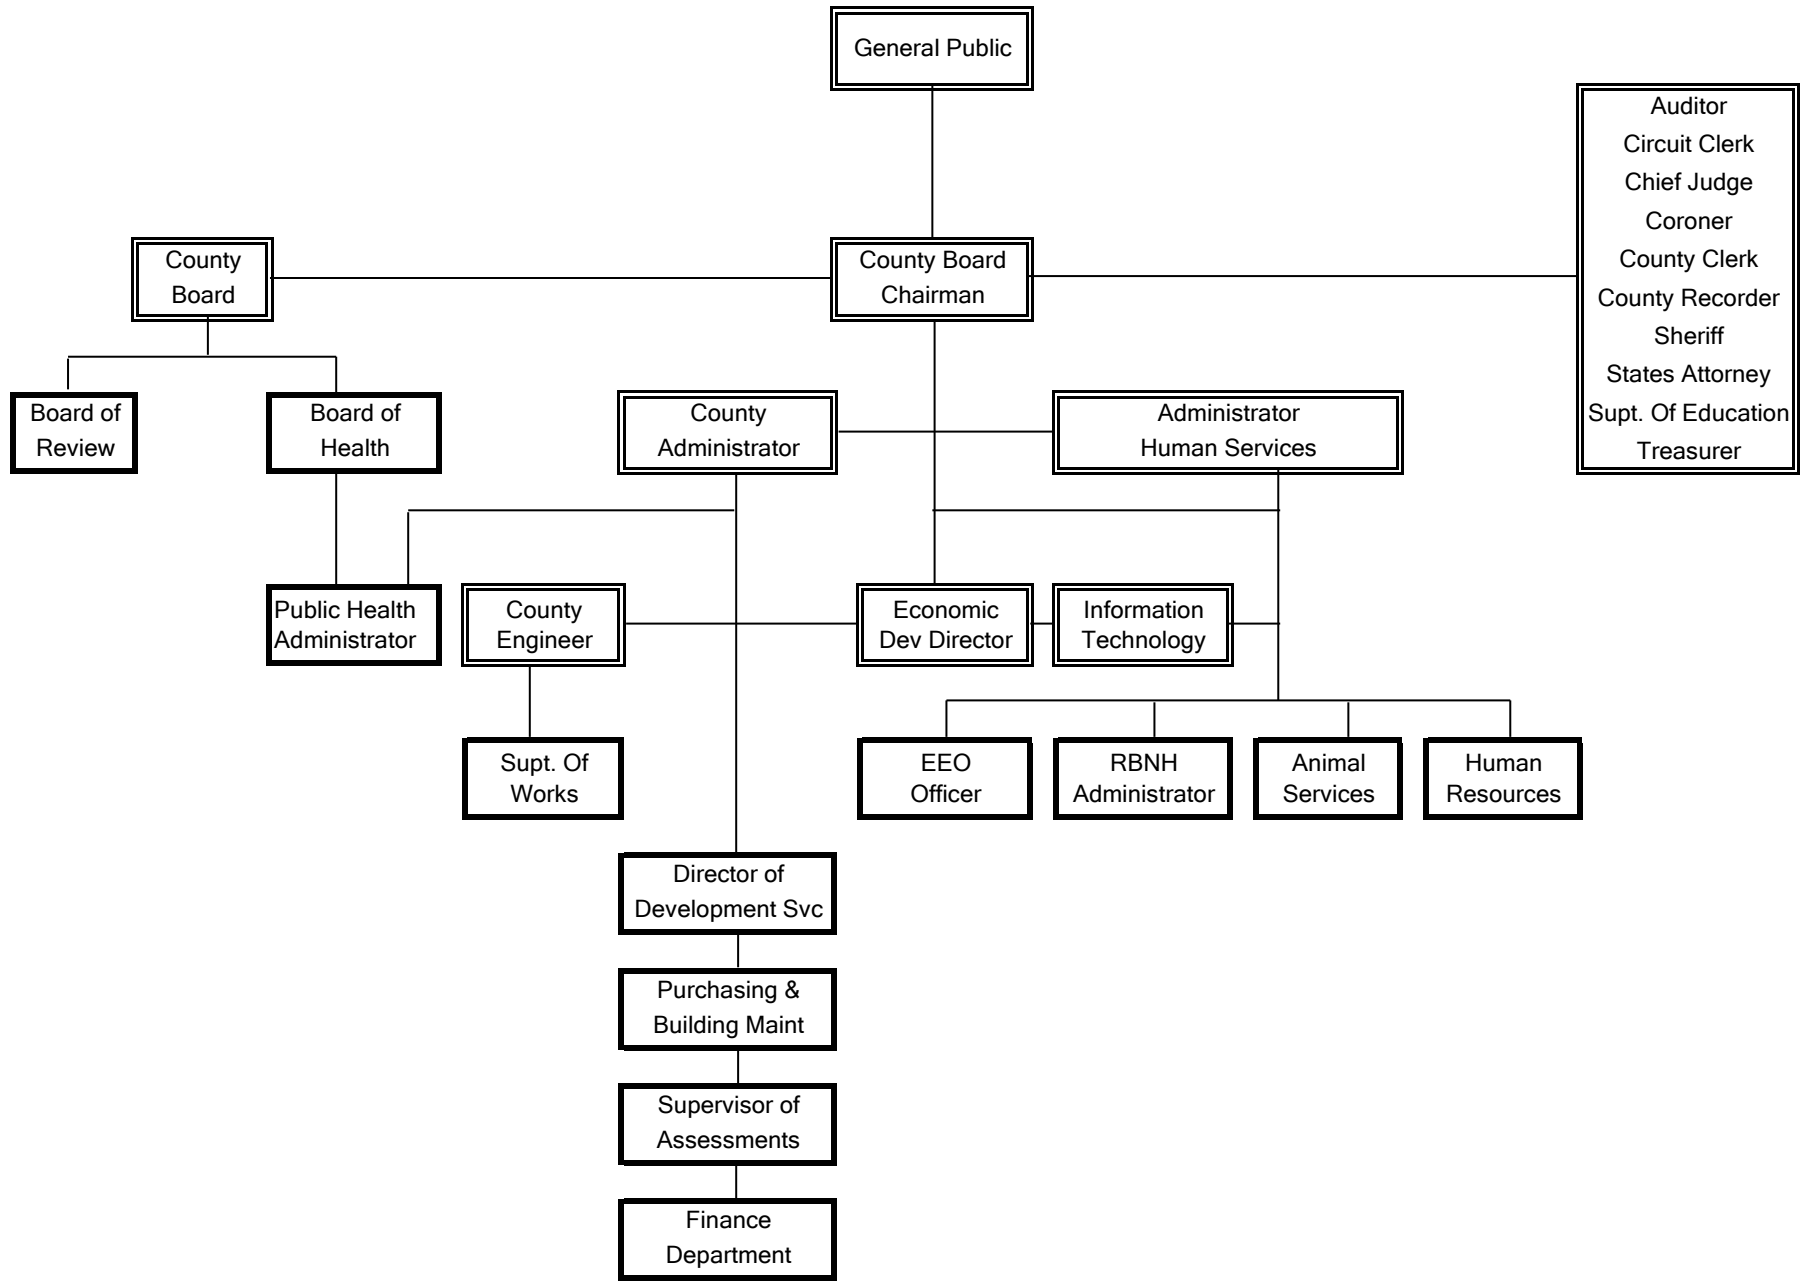 General Public
Auditor
Circuit Clerk
Chief Judge
Coroner
County Clerk
County Recorder
Sheriff
States Attorney
Supt. Of Education
Treasurer
County
Board
County Board
Chairman
Board of
Review
Board of
Health
County
Administrator
Administrator
Human Services
Public Health
Administrator
County
Engineer
Economic
Dev Director
Information
Technology
Supt. Of
Works
EEO
Officer
RBNH
Administrator
Animal
Services
Human
Resources
Director of
Development Svc
Purchasing &
Building Maint
Supervisor of
Assessments
Finance
Department